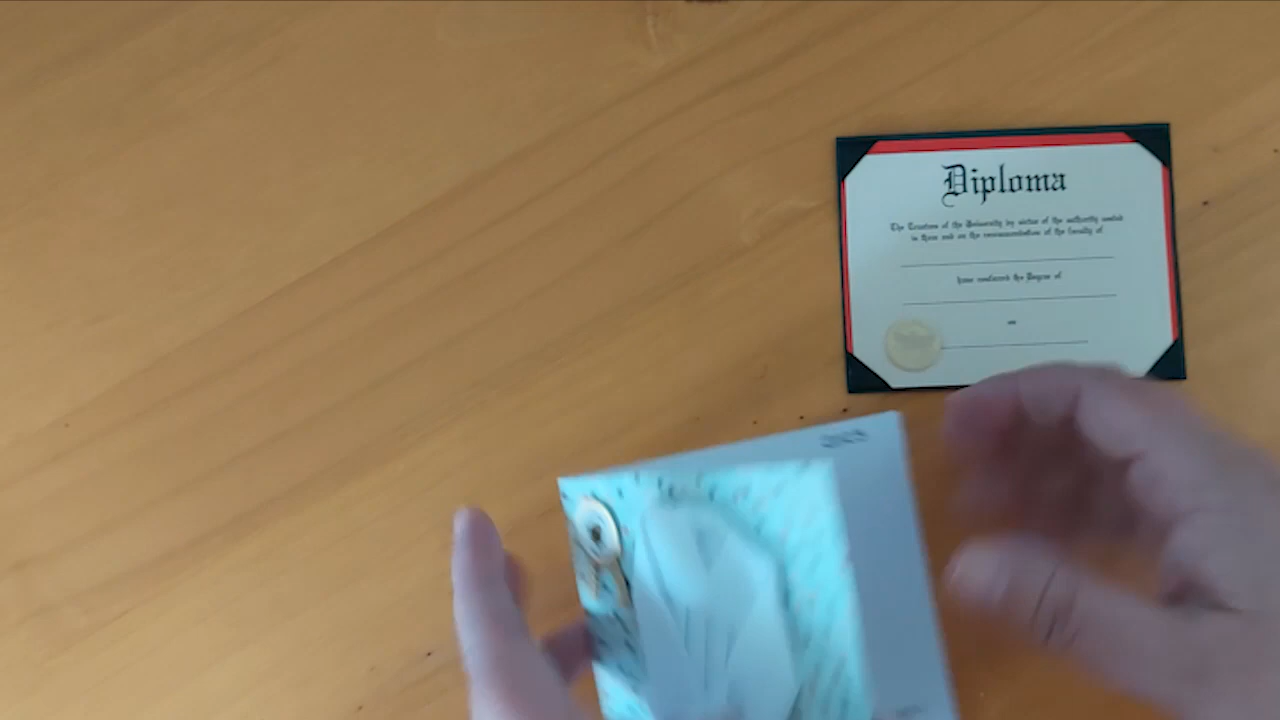 Diploma
The Trustees of the University by virtue of the authority vested
in them and on the recommendation of the faculty of
have conferred the Degree of
on